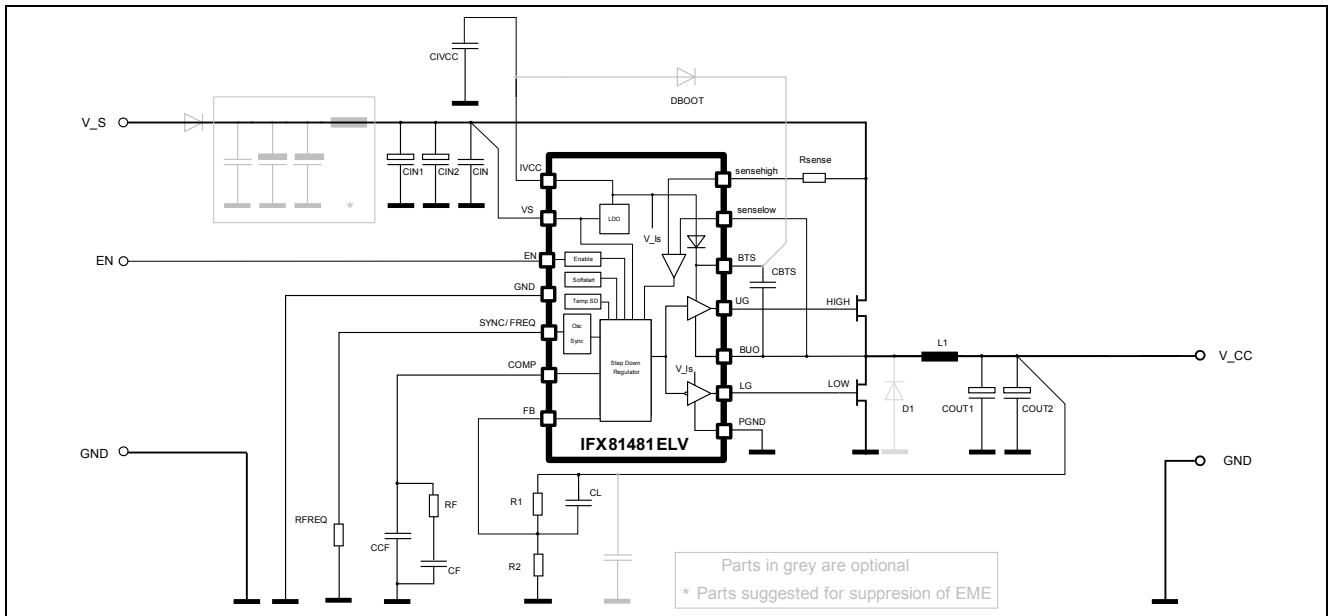 CIVCC
DBOOT
V_S
CIN1
CIN2
CIN
*
IVCC
sensehigh
Rsense
VS
LDO
senselow
V_Is
EN
EN
Enable
BTS
CBTS
GND
Softstart
Temp SD
UG
HIGH
SYNC/ FREQ
Osc
Sync
BUO
L1
V_CC
COMP
Step Down
Regulator
V_Is
LG
LOW
D1
COUT1
COUT2
FB
PGND
IFX81481ELV
GND
GND
RFREQ
RF
CCF
CF
R1
CL
R2
Parts in grey are optional
* Parts suggested for suppresion of EME